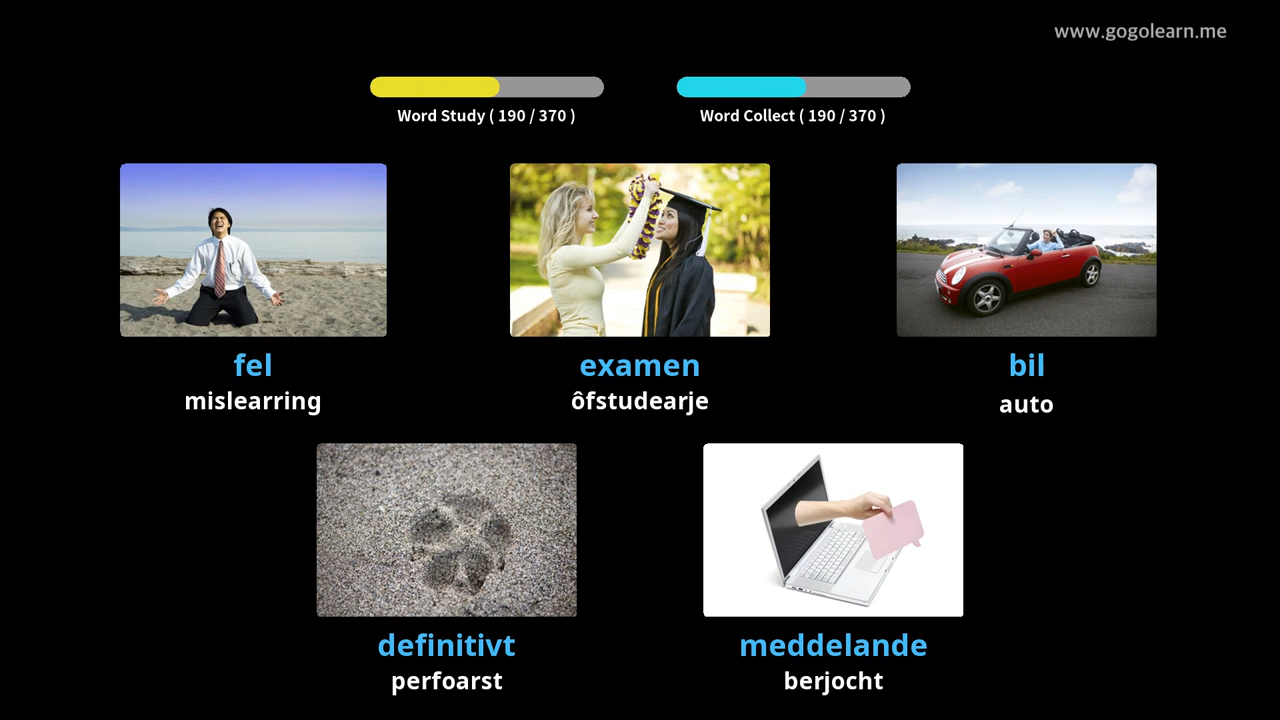 www.gogolearn.me
Word Study ( 190 / 370 )
Word Collect ( 190 / 370 )
fel
mislearring
examen
ôfstudearje
bil
auto
definitivt
perfoarst
meddelande
berjocht